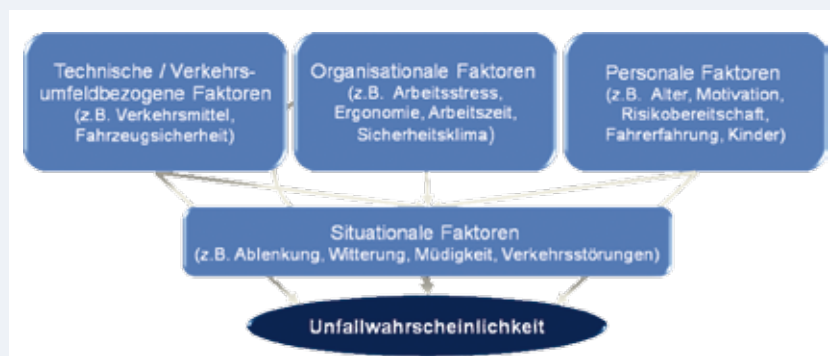 Technische / Verkehrs-
umfeldbezogene Faktoren
(z.B. Verkehrsmittel,
Fahrzeugsicherheit)
Organisationale Faktoren
(z.B. Arbeitsstress,
Ergonomie, Arbeitszeit,
Sicherheitsklima)
Personale Faktoren
(z.B. Alter, Motivation,
Risikobereitschaft,
Fahrerfahrung, Kinder)
Situationale Faktoren
(z.B. Ablenkung, Witterung, Müdigkeit, Verkehrsstörungen)
Unfallwahrscheinlichkeit